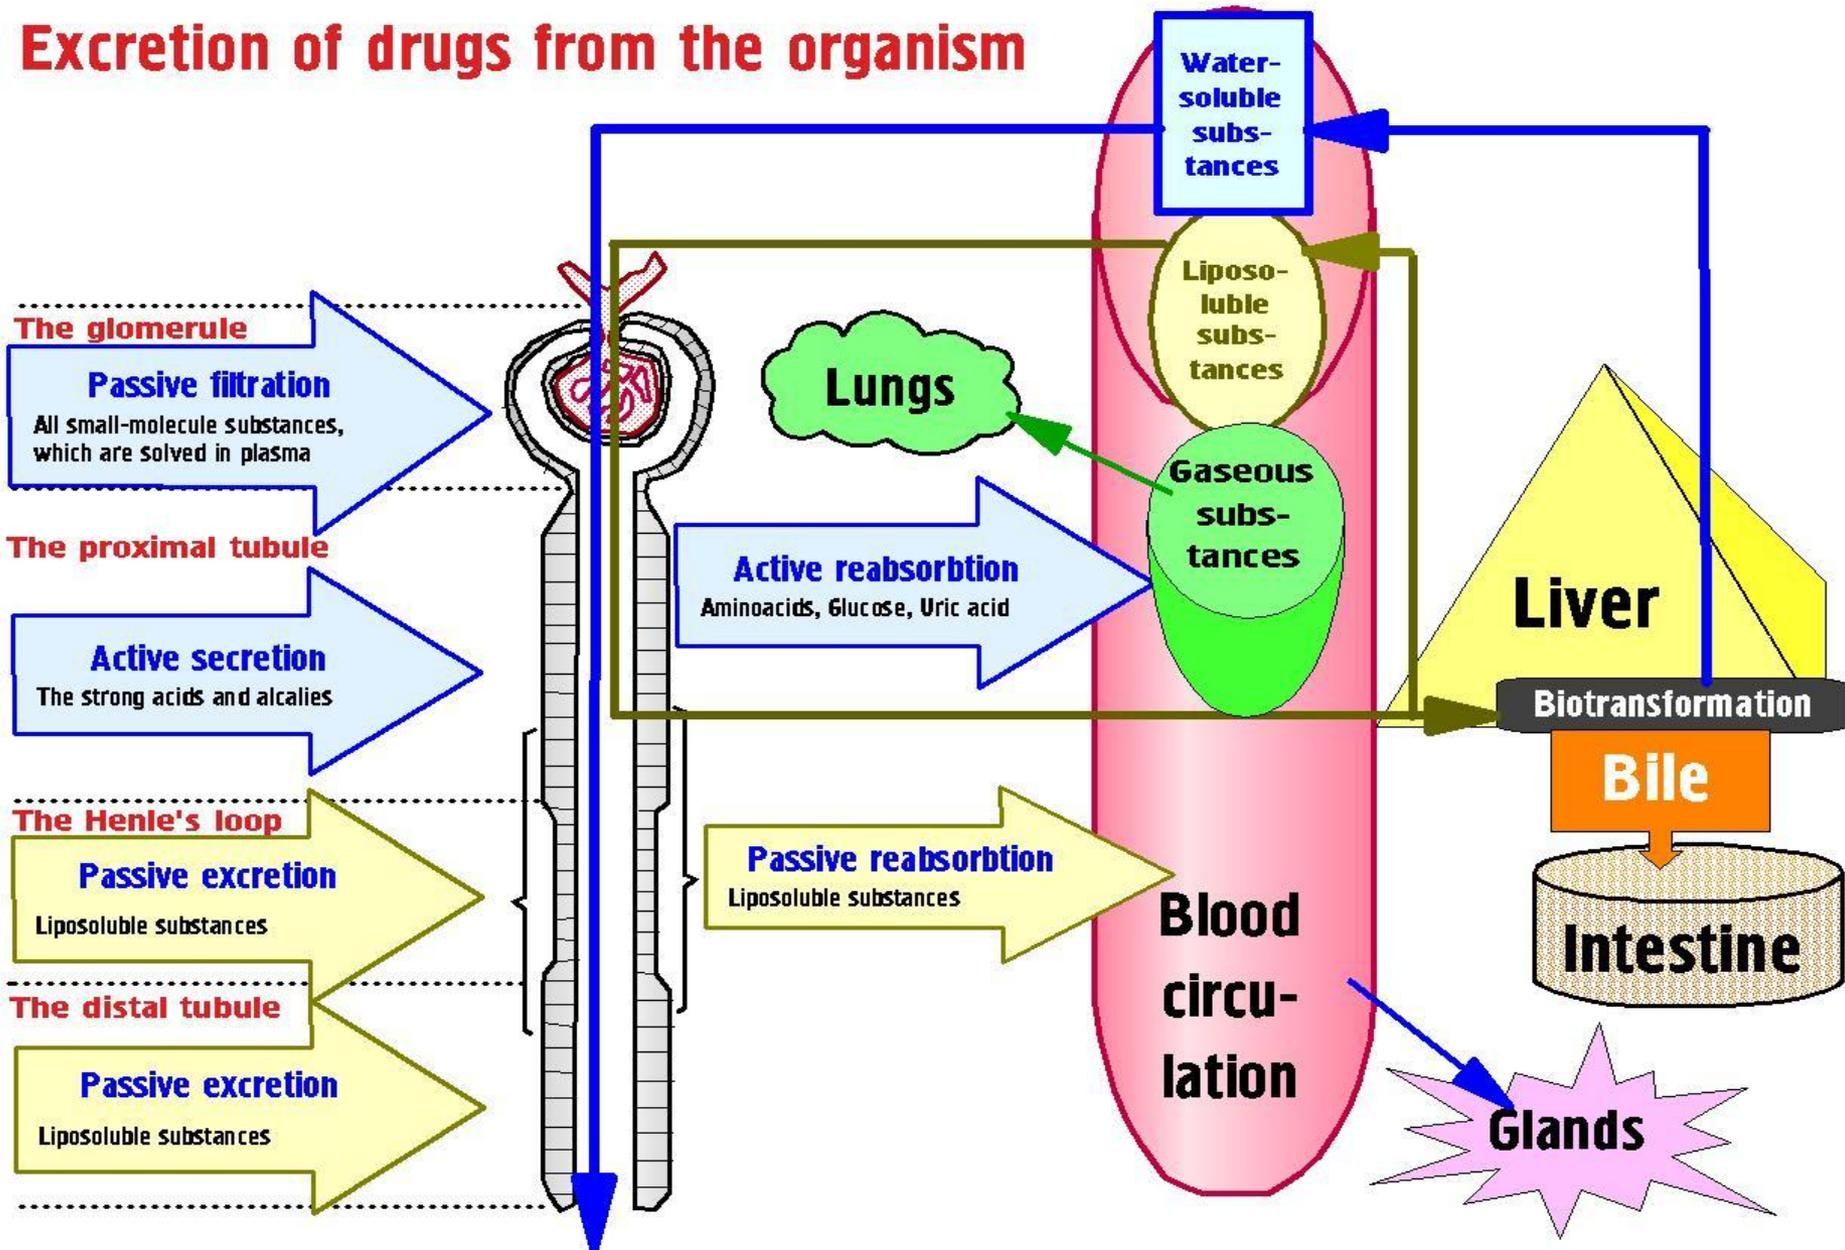 Excretion of drugs from the organism
Water-
soluble
subs-
tances
Liposo-
luble
subs-
tances
The glomerule
Passive filtration
All small-molecule substances,
which are solved in plasma
Lungs
Gaseous
subs-
tances
The proximal tubule
Active reabsorbtion
Aminoacids, Glucose, Uric acid
Liver
Active secretion
The strong acids and alcalies
Biotransformation
Bile
The Henle's loop
Passive excretion
Liposoluble substances
Passive reabsorbtion
Liposoluble substances
Blood
circu-
lation
Intestine
The distal tubule
Passive excretion
Liposoluble substances
Glands